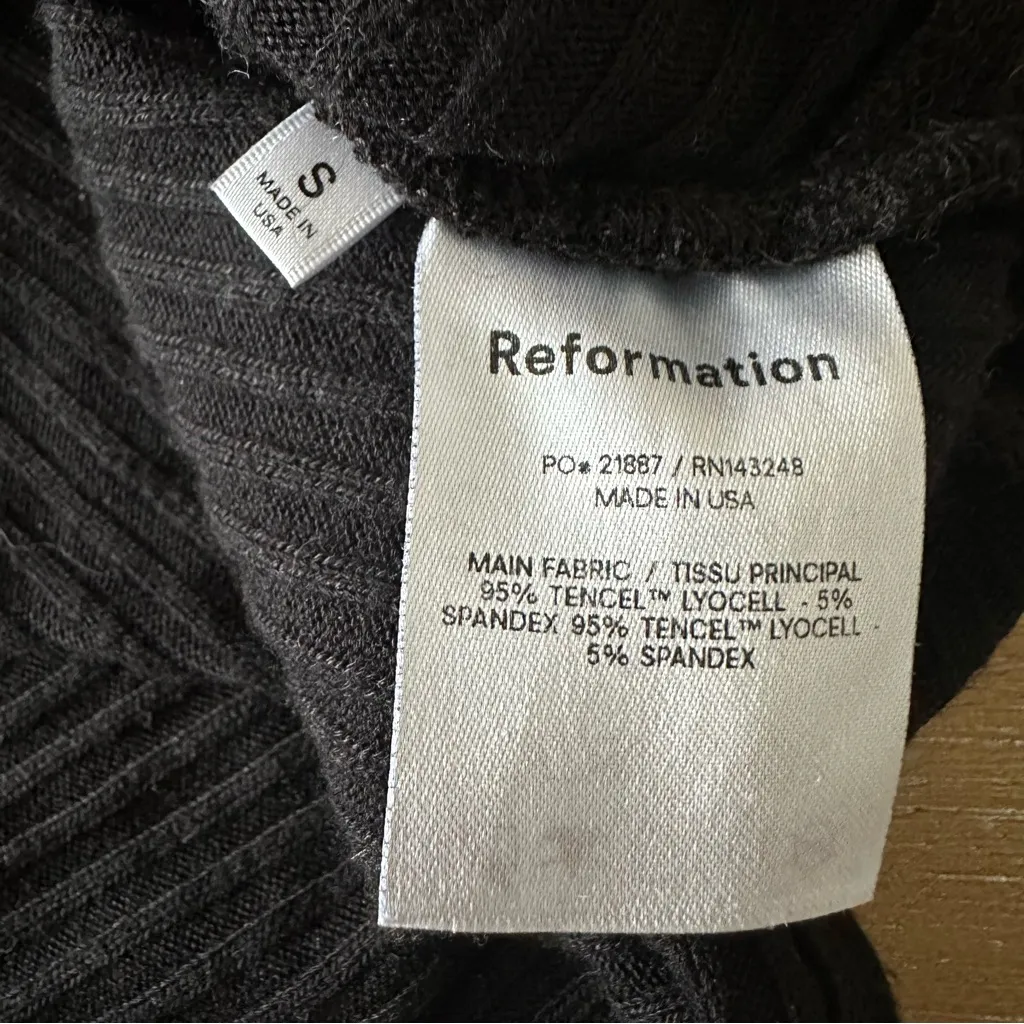 S
MADE IN
USA
Reformation
PO# 21887 / RN143248
MADE IN USA
MAIN FABRIC / TISSU PRINCIPAL
95% TENCEL™ LYOCELL - 5%
SPANDEX 95% TENCEL™ LYOCELL -
5% SPANDEX